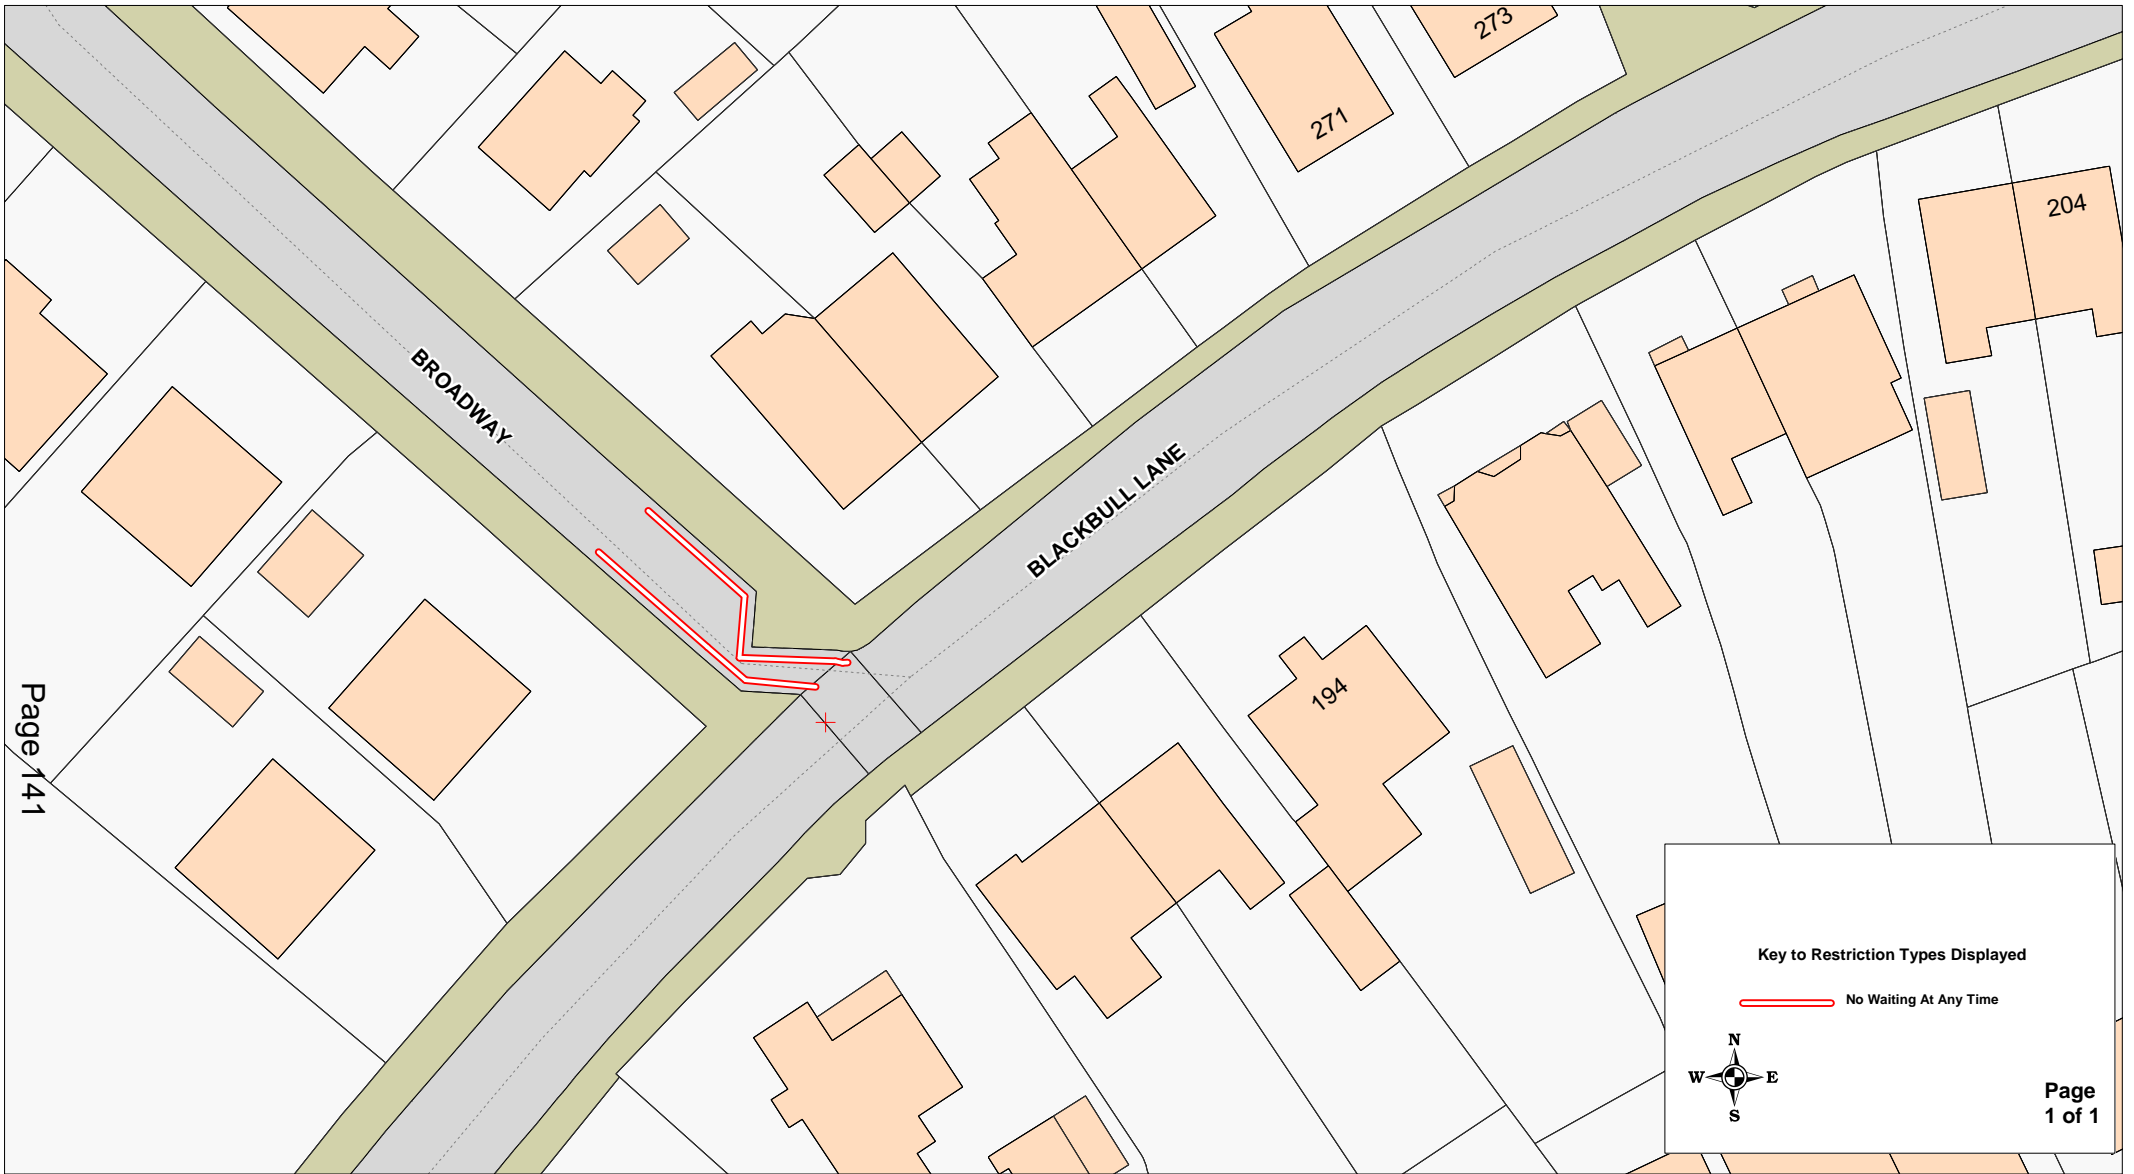 273
271
204
BROADWAY
BLACKBULL LANE
194
Page 141
Key to Restriction Types Displayed
No Waiting At Any Time
N
W E
S
Page
1 of 1